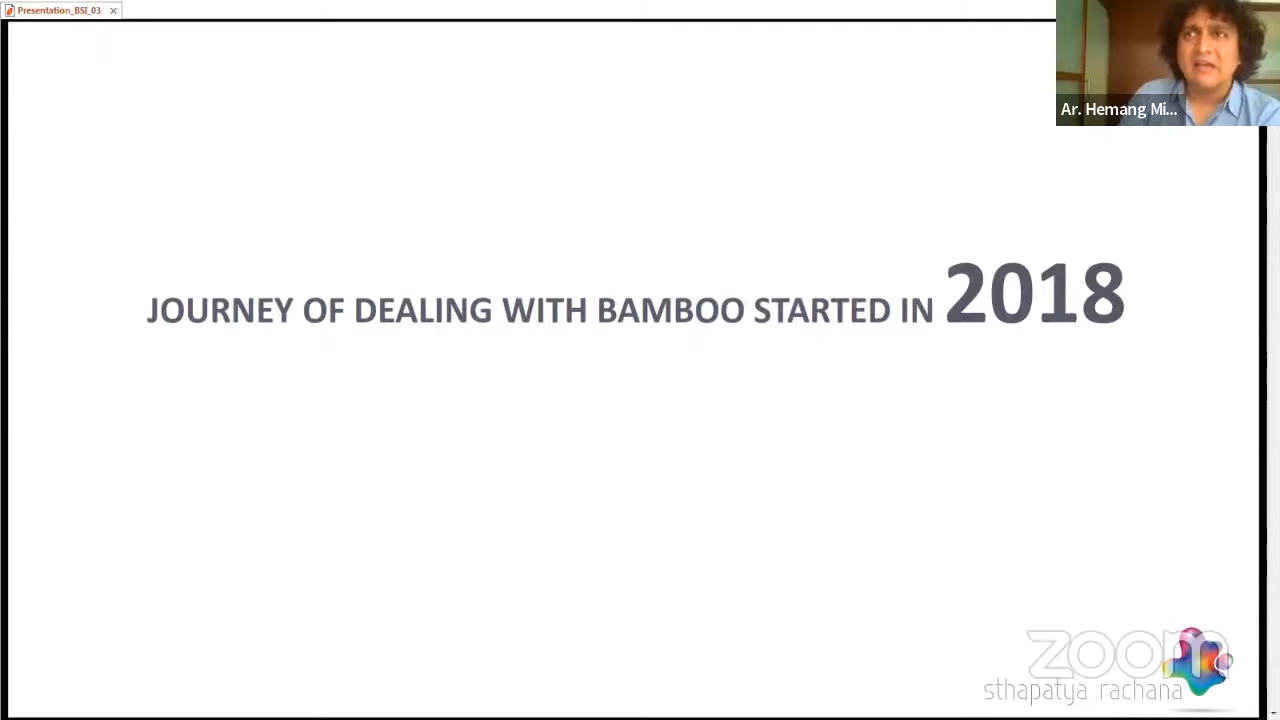 Presentation_BSI_03
Ar. Hemang Mi...
JOURNEY OF DEALING WITH BAMBOO STARTED IN 2018
zoom
sthapatya rachana